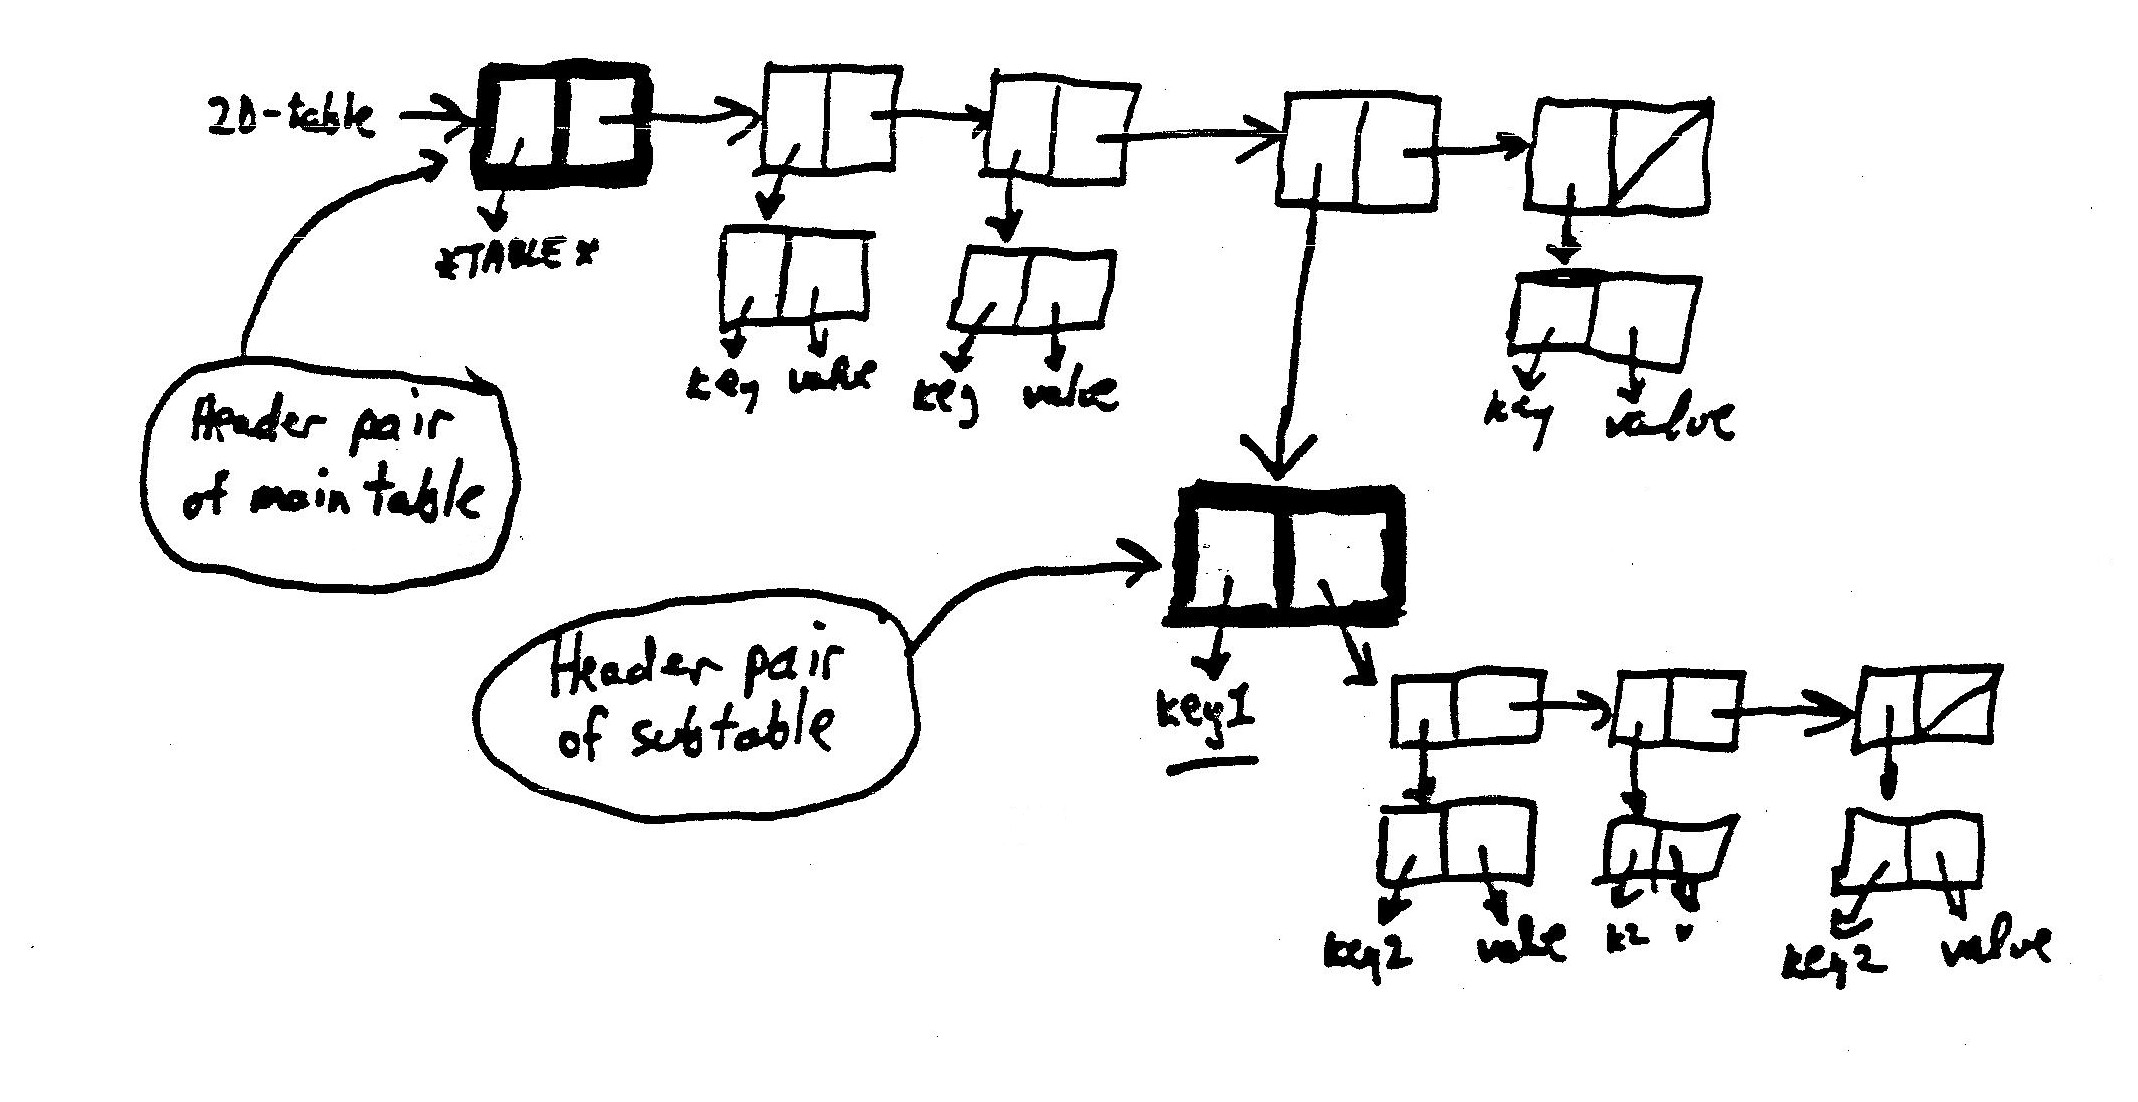 2D-table
*TABLE*
key value
key value
key value
Header pair
of main table
Header pair
of subtable
key1
key2 value
k2 v
key2 value